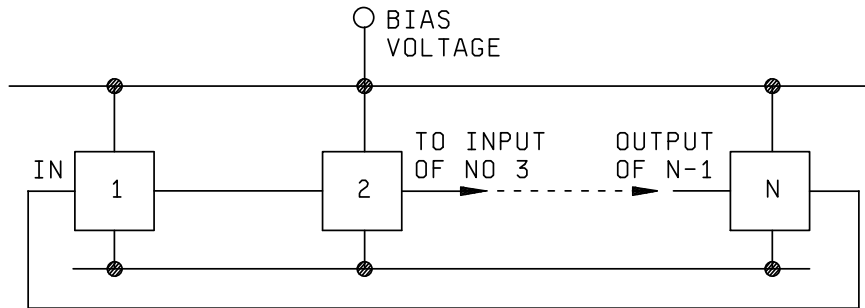 BIAS
VOLTAGE
IN
1
2
TO INPUT
OF NO 3
OUTPUT
OF N-1
N